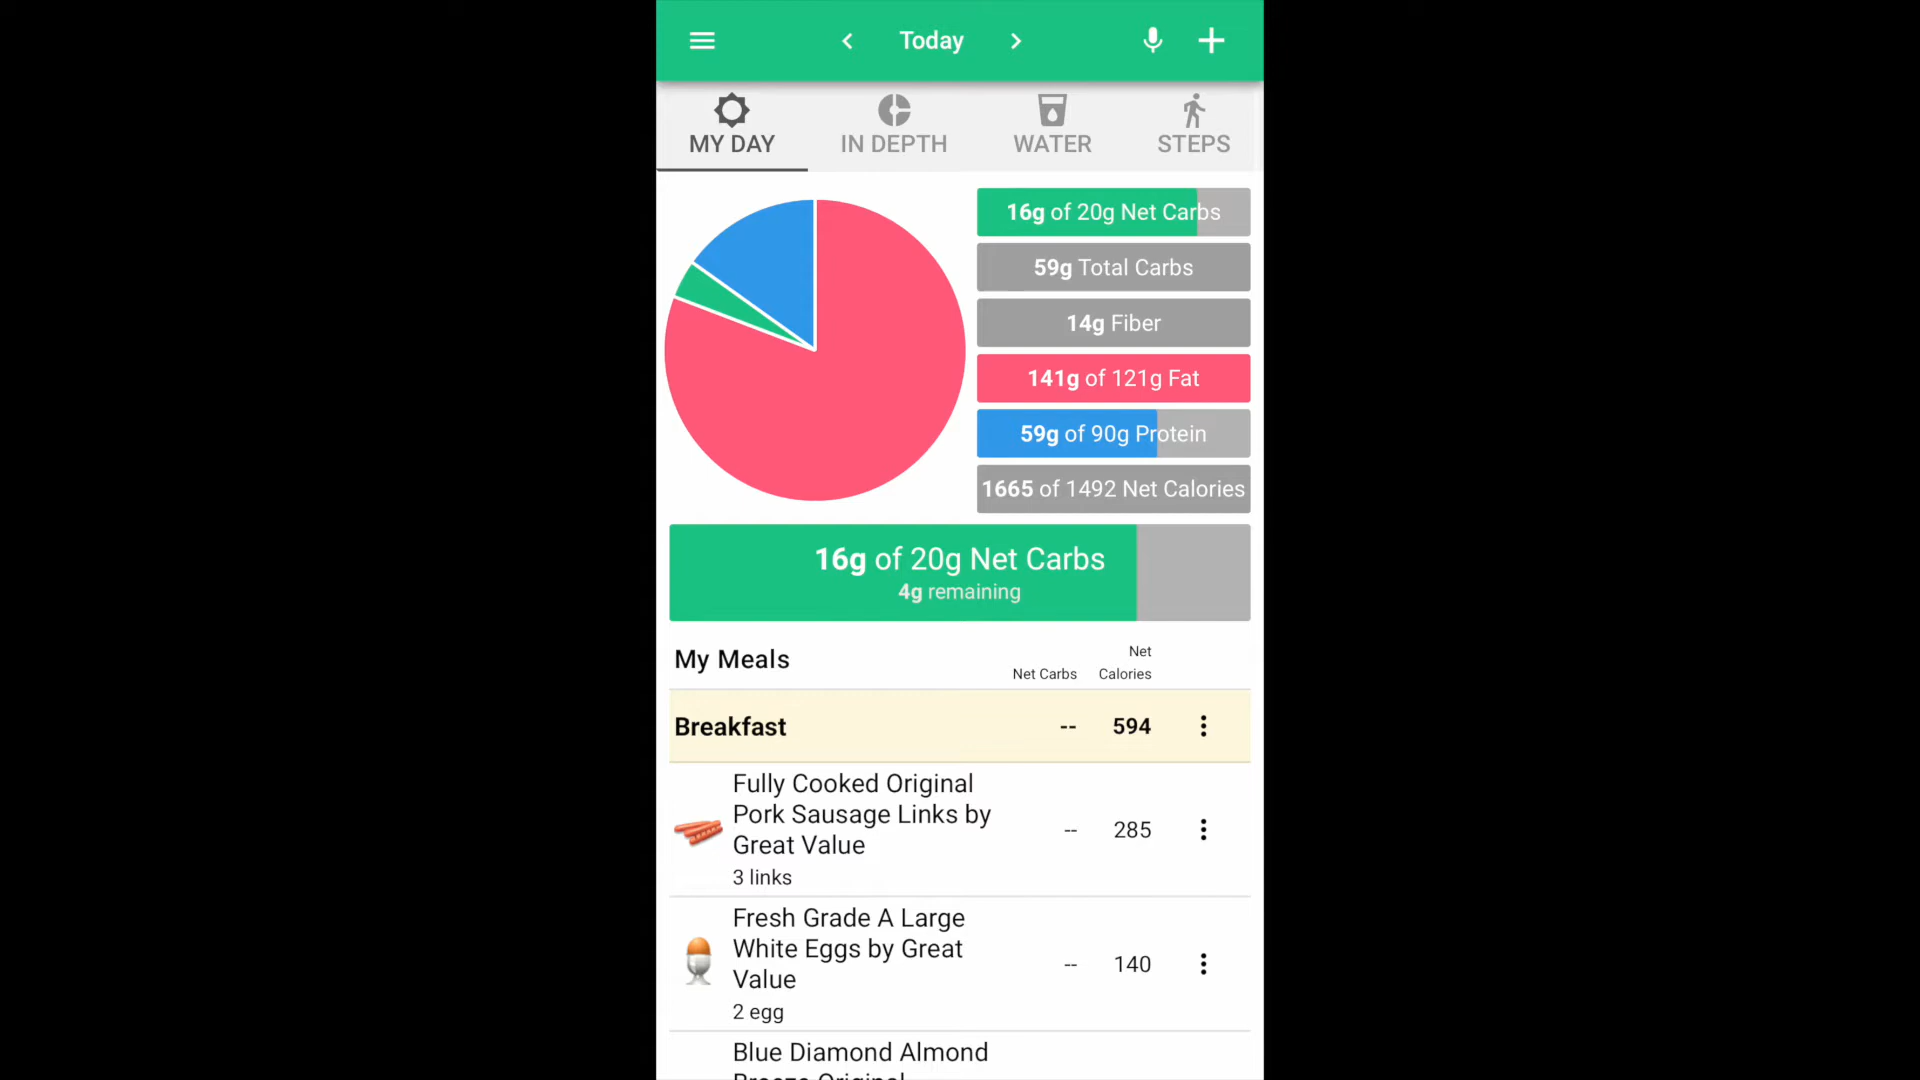 Today
MY DAY
IN DEPTH
WATER
STEPS
16g of 20g Net Carbs
59g Total Carbs
14g Fiber
141g of 121g Fat
59g of 90g Protein
1665 of 1492 Net Calories
16g of 20g Net Carbs
4g remaining
My Meals
Net Carbs
Net
Calories
Breakfast -- 594
Fully Cooked Original
Pork Sausage Links by
Great Value
3 links
-- 285
Fresh Grade A Large
White Eggs by Great
Value
2 egg
-- 140
Blue Diamond Almond
Breeze Original